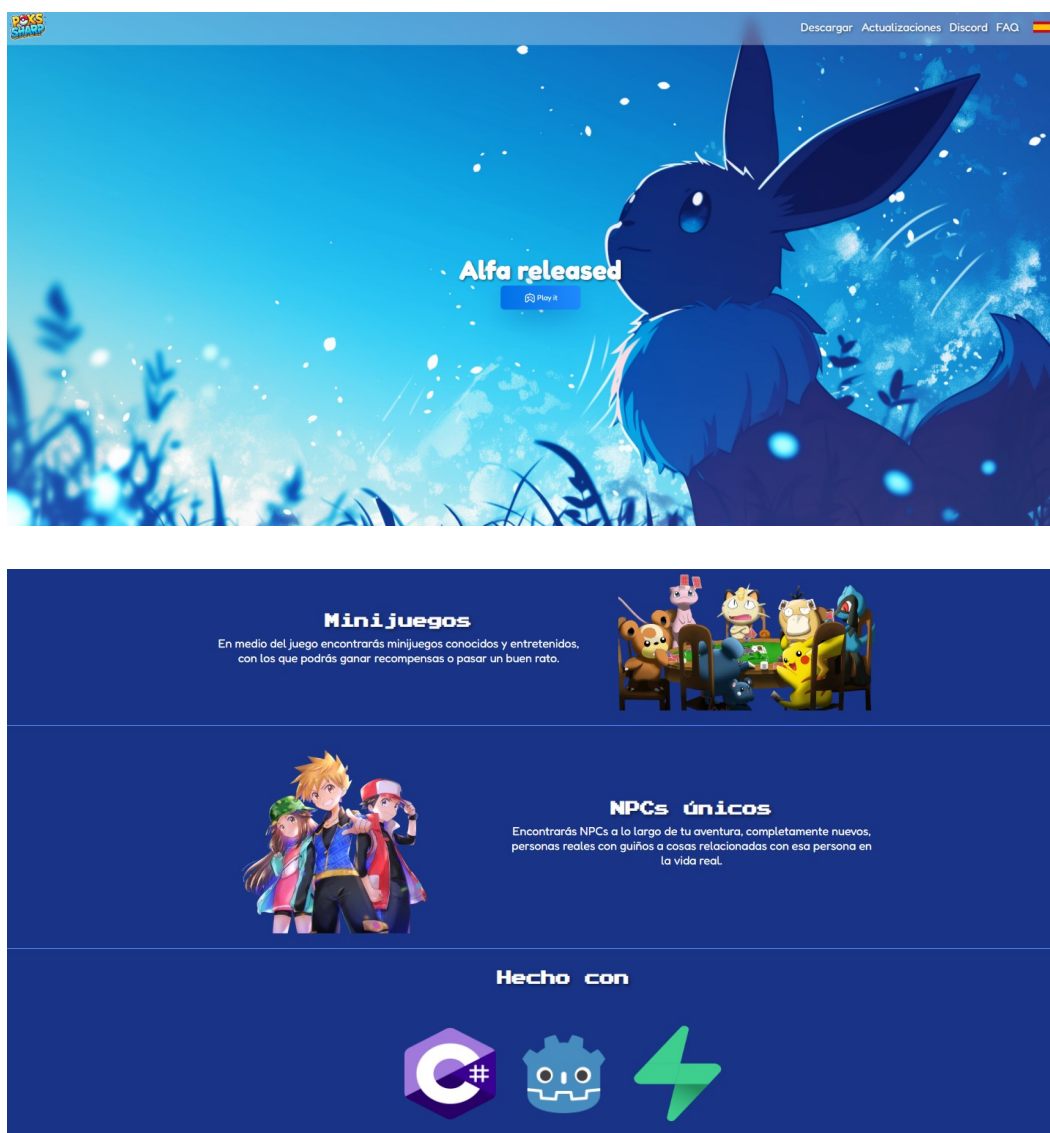 POKS
SHARP
Descargar Actualizaciones Discord FAQ
Alfa released
Play it
Minijuegos
En medio del juego encontrarás minijuegos conocidos y entretenidos,
con los que podrás ganar recompensas o pasar un buen rato.
NPCs únicos
Encontrarás NPCs a lo largo de tu aventura, completamente nuevos,
personas reales con guiños a cosas relacionadas con esa persona en
la vida real.
Hecho con
C#